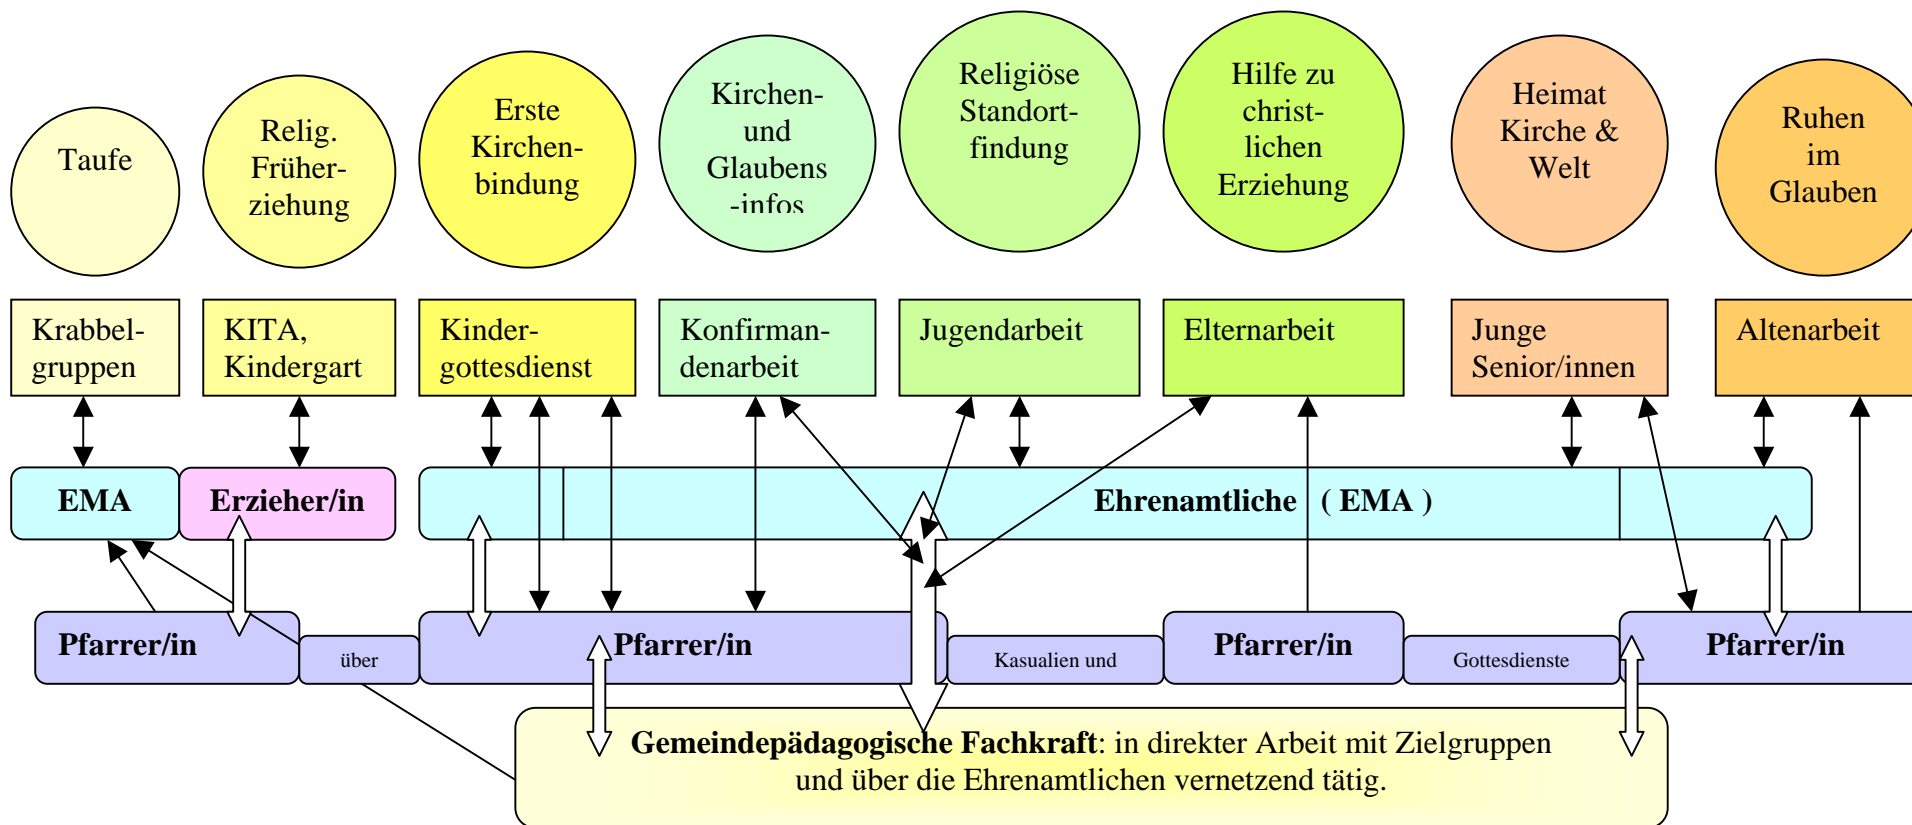 Taufe
Relig.
Früher-
ziehung
Erste
Kirchen-
bindung
Kirchen-
und
Glaubens
-infos
Religiöse
Standort-
findung
Hilfe zu
christ-
lichen
Erziehung
Heimat
Kirche &
Welt
Ruhen
im
Glauben
Krabbel-
gruppen
KITA,
Kindergart
Kinder-
gottesdienst
Konfirman-
denarbeit
Jugendarbeit
Elternarbeit
Junge
Senior/innen
Altenarbeit
EMA
Erzieher/in
Ehrenamtliche ( EMA )
Pfarrer/in
über
Pfarrer/in
Kasualien und
Pfarrer/in
Gottesdienste
Pfarrer/in
Gemeindepädagogische Fachkraft: in direkter Arbeit mit Zielgruppen
und über die Ehrenamtlichen vernetzend tätig.